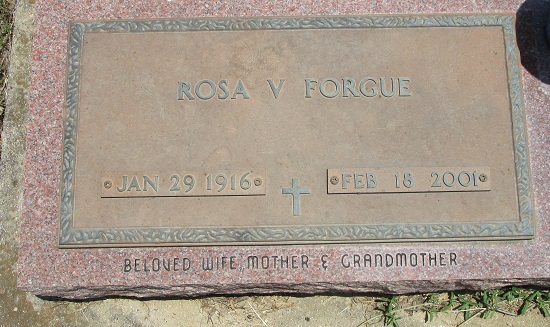 ROSA V FORGUE
JAN 29 1916 FEB 18 2001
BELOVED WIFE, MOTHER & GRANDMOTHER